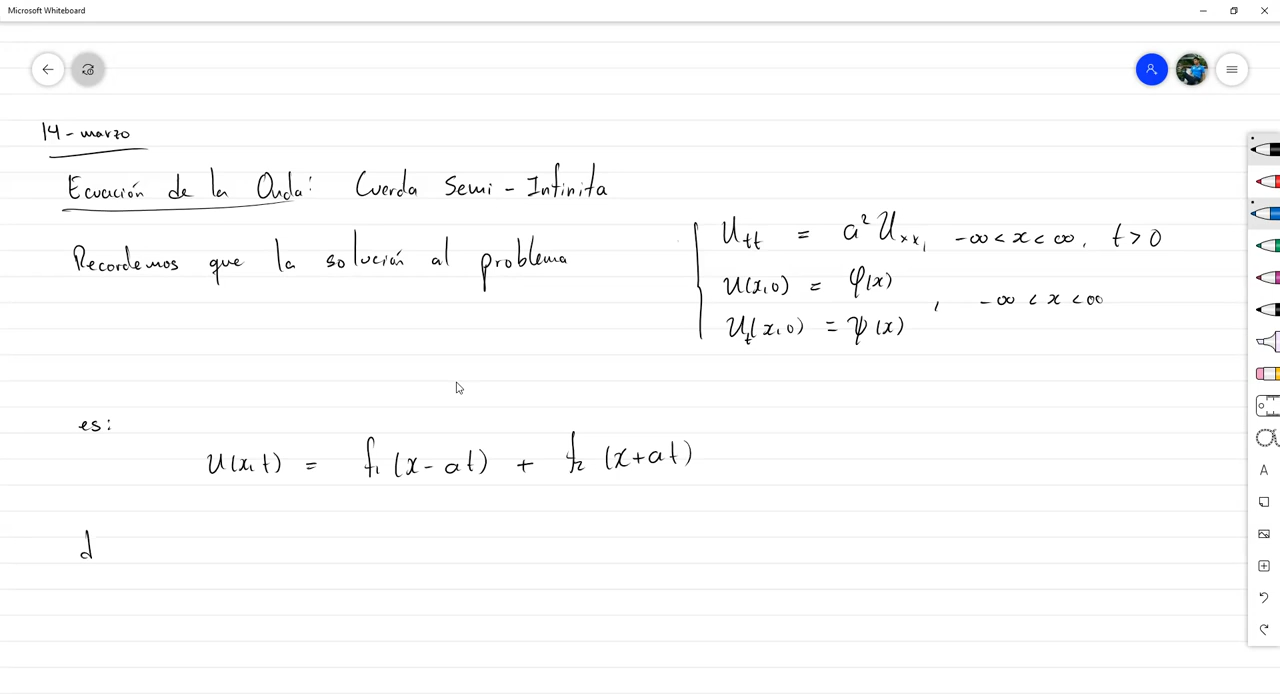 Microsoft Whiteboard
14 - marzo
Ecuación de la Onda: Cuerda Semi - Infinita
Recordemos que la solución al problema
U_tt = a² U_xx, -∞ < x < ∞, t > 0
u(x,0) = φ(x)
U_t(x,0) = ψ(x) , -∞ < x < ∞
es:
u(x,t) = f₁(x-at) + f₂(x+at)
d
A